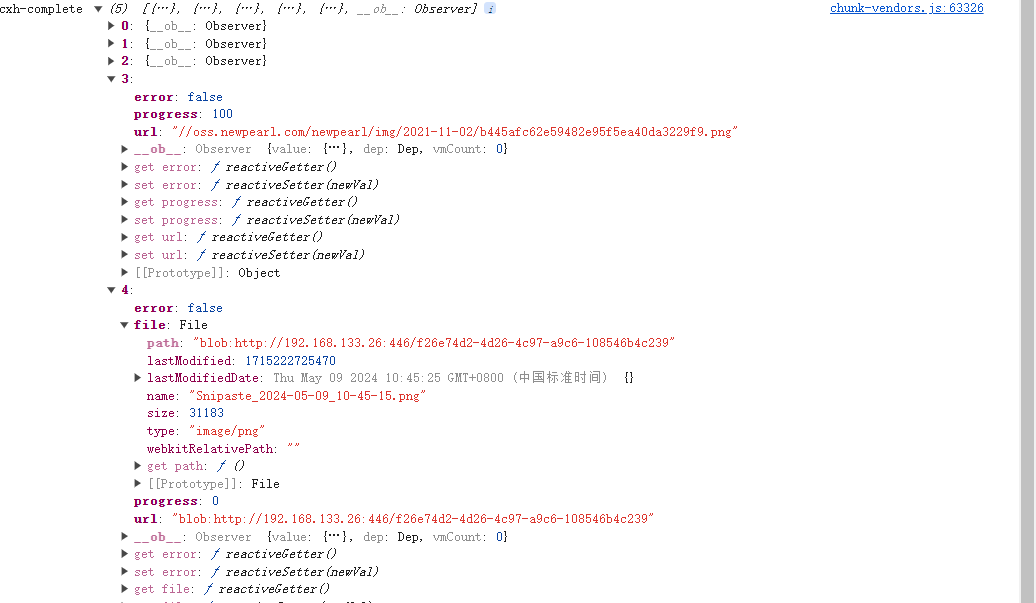 cxh-complete ▼ (5) [{…}, {…}, {…}, {…}, {…}, __ob__: Observer] i chunk-vendors.js:63326
▶ 0: {__ob__: Observer}
▶ 1: {__ob__: Observer}
▶ 2: {__ob__: Observer}
▼ 3:
error: false
progress: 100
url: "//oss.newpearl.com/newpearl/img/2021-11-02/b445afc62e59482e95f5ea40da3229f9.png"
▶ __ob__: Observer {value: {…}, dep: Dep, vmCount: 0}
▶ get error: ƒ reactiveGetter()
▶ set error: ƒ reactiveSetter(newVal)
▶ get progress: ƒ reactiveGetter()
▶ set progress: ƒ reactiveSetter(newVal)
▶ get url: ƒ reactiveGetter()
▶ set url: ƒ reactiveSetter(newVal)
▶ [[Prototype]]: Object
▼ 4:
error: false
▼ file: File
path: "blob:http://192.168.133.26:446/f26e74d2-4d26-4c97-a9c6-108546b4c239"
lastModified: 1715222725470
▶ lastModifiedDate: Thu May 09 2024 10:45:25 GMT+0800 (中国标准时间) {}
name: "Snipaste_2024-05-09_10-45-15.png"
size: 31183
type: "image/png"
webkitRelativePath: ""
▶ get path: ƒ ()
▶ [[Prototype]]: File
progress: 0
url: "blob:http://192.168.133.26:446/f26e74d2-4d26-4c97-a9c6-108546b4c239"
▶ __ob__: Observer {value: {…}, dep: Dep, vmCount: 0}
▶ get error: ƒ reactiveGetter()
▶ set error: ƒ reactiveSetter(newVal)
▶ get file: ƒ reactiveGetter()